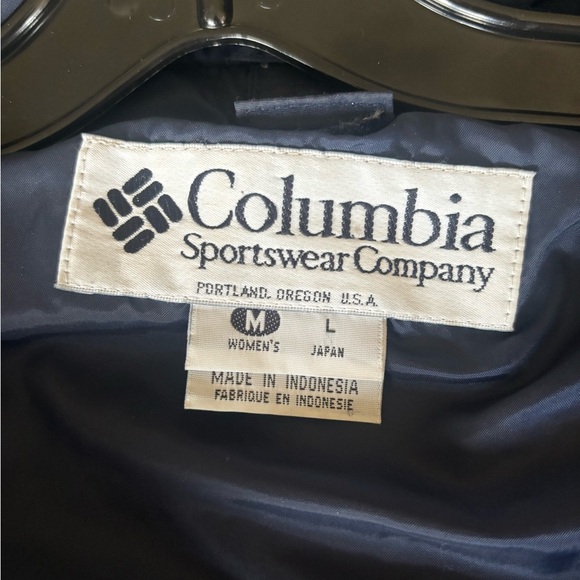 Columbia
Sportswear Company
PORTLAND, OREGON U.S.A.
M L
WOMEN'S JAPAN
MADE IN INDONESIA
FABRIQUE EN INDONESIE